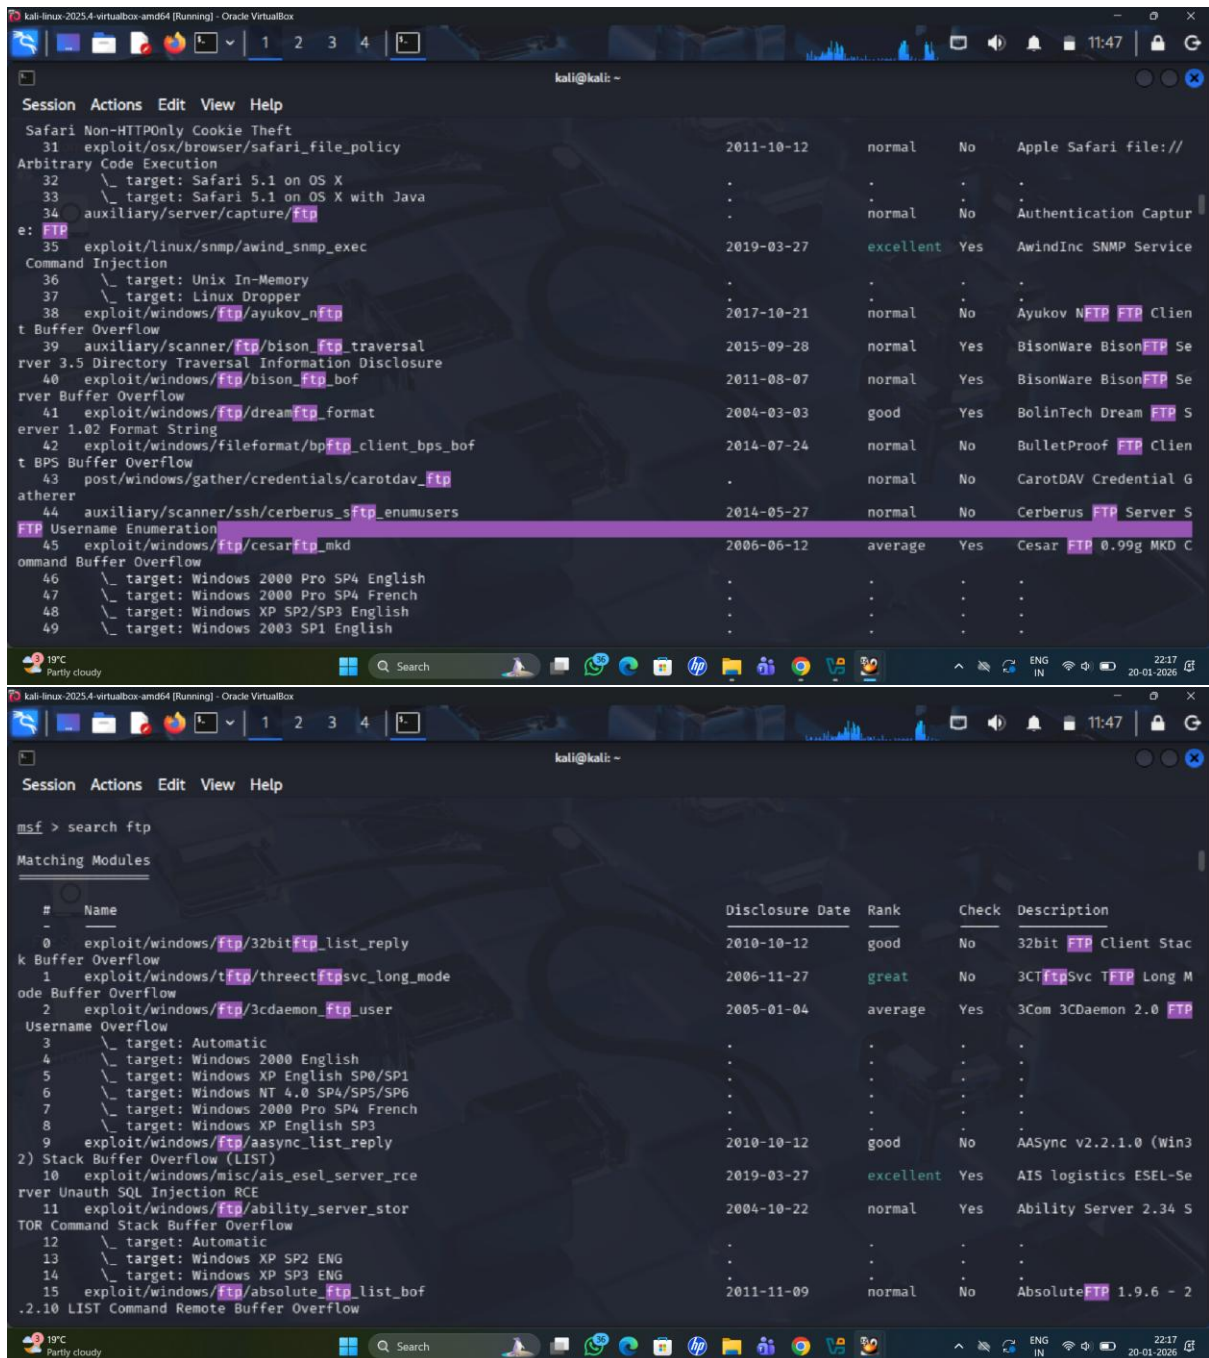 kali-linux-2025.4-virtualbox-amd64 [Running] - Oracle VirtualBox
1 2 3 4 11:47
kali@kali: ~
Session Actions Edit View Help
Safari Non-HTTPOnly Cookie Theft
31 exploit/osx/browser/safari_file_policy 2011-10-12 normal No Apple Safari file://
Arbitrary Code Execution
32 \_ target: Safari 5.1 on OS X . . . .
33 \_ target: Safari 5.1 on OS X with Java . . . .
34 auxiliary/server/capture/ftp . normal No Authentication Captur
e: FTP
35 exploit/linux/snmp/awind_snmp_exec 2019-03-27 excellent Yes AwindInc SNMP Service
Command Injection
36 \_ target: Unix In-Memory . . . .
37 \_ target: Linux Dropper . . . .
38 exploit/windows/ftp/ayukov_nftp 2017-10-21 normal No Ayukov NFTP FTP Clien
t Buffer Overflow
39 auxiliary/scanner/ftp/bison_ftp_traversal 2015-09-28 normal Yes BisonWare BisonFTP Se
rver 3.5 Directory Traversal Information Disclosure
40 exploit/windows/ftp/bison_ftp_bof 2011-08-07 normal Yes BisonWare BisonFTP Se
rver Buffer Overflow
41 exploit/windows/ftp/dreamftp_format 2004-03-03 good Yes BolinTech Dream FTP S
erver 1.02 Format String
42 exploit/windows/fileformat/bpftp_client_bps_bof 2014-07-24 normal No BulletProof FTP Clien
t BPS Buffer Overflow
43 post/windows/gather/credentials/carotdav_ftp . normal No CarotDAV Credential G
atherer
44 auxiliary/scanner/ssh/cerberus_sftp_enumusers 2014-05-27 normal No Cerberus FTP Server S
FTP Username Enumeration
45 exploit/windows/ftp/cesarftp_mkd 2006-06-12 average Yes Cesar FTP 0.99g MKD C
ommand Buffer Overflow
46 \_ target: Windows 2000 Pro SP4 English . . . .
47 \_ target: Windows 2000 Pro SP4 French . . . .
48 \_ target: Windows XP SP2/SP3 English . . . .
49 \_ target: Windows 2003 SP1 English . . . .
3 19°C Search 36 ENG 22:17
Partly cloudy IN 20-01-2026
kali-linux-2025.4-virtualbox-amd64 [Running] - Oracle VirtualBox
1 2 3 4 11:47
kali@kali: ~
Session Actions Edit View Help
msf > search ftp
Matching Modules
================
# Name Disclosure Date Rank Check Description
- ---- --------------- ---- ----- -----------
0 exploit/windows/ftp/32bitftp_list_reply 2010-10-12 good No 32bit FTP Client Stac
k Buffer Overflow
1 exploit/windows/tftp/threectftpsvc_long_mode 2006-11-27 great No 3CTftpSvc TFTP Long M
ode Buffer Overflow
2 exploit/windows/ftp/3cdaemon_ftp_user 2005-01-04 average Yes 3Com 3CDaemon 2.0 FTP
Username Overflow
3 \_ target: Automatic . . . .
4 \_ target: Windows 2000 English . . . .
5 \_ target: Windows XP English SP0/SP1 . . . .
6 \_ target: Windows NT 4.0 SP4/SP5/SP6 . . . .
7 \_ target: Windows 2000 Pro SP4 French . . . .
8 \_ target: Windows XP English SP3 . . . .
9 exploit/windows/ftp/aasync_list_reply 2010-10-12 good No AASync v2.2.1.0 (Win3
2) Stack Buffer Overflow (LIST)
10 exploit/windows/misc/ais_esel_server_rce 2019-03-27 excellent Yes AIS logistics ESEL-Se
rver Unauth SQL Injection RCE
11 exploit/windows/ftp/ability_server_stor 2004-10-22 normal Yes Ability Server 2.34 S
TOR Command Stack Buffer Overflow
12 \_ target: Automatic . . . .
13 \_ target: Windows XP SP2 ENG . . . .
14 \_ target: Windows XP SP3 ENG . . . .
15 exploit/windows/ftp/absolute_ftp_list_bof 2011-11-09 normal No AbsoluteFTP 1.9.6 - 2
.2.10 LIST Command Remote Buffer Overflow
3 19°C Search 36 ENG 22:17
Partly cloudy IN 20-01-2026